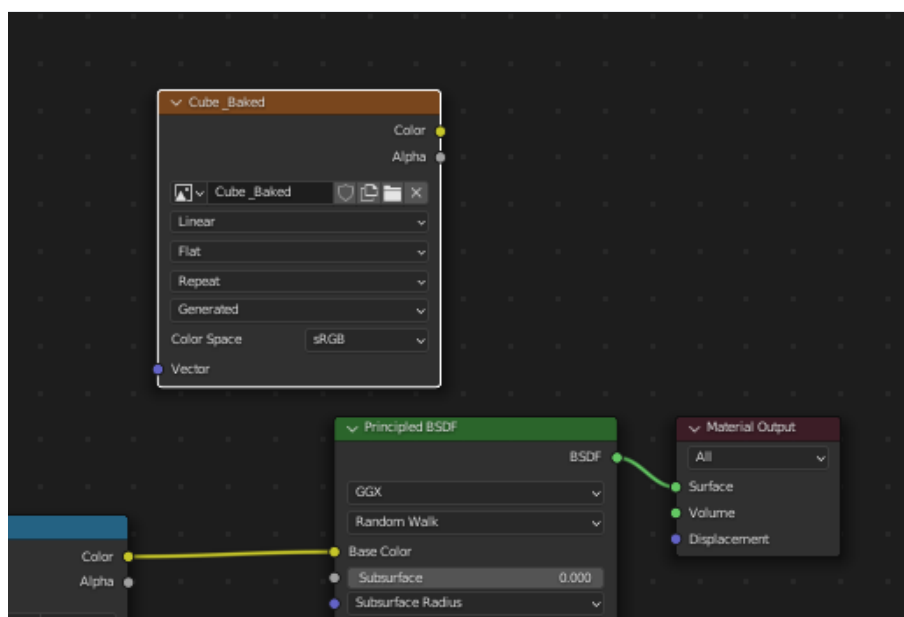 Cube_Baked
Color
Alpha
Cube_Baked
Linear
Flat
Repeat
Generated
Color Space sRGB
Vector
Principled BSDF
BSDF
GGX
Random Walk
Base Color
Subsurface 0.000
Subsurface Radius
Material Output
All
Surface
Volume
Displacement
Color
Alpha